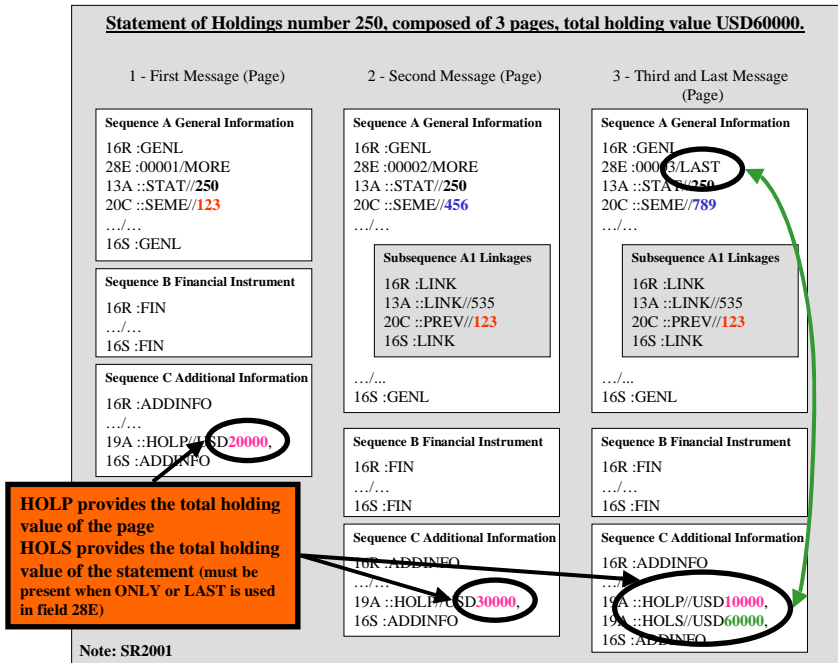 Statement of Holdings number 250, composed of 3 pages, total holding value USD60000.
1 - First Message (Page)
Sequence A General Information
16R :GENL
28E :00001/MORE
13A ::STAT//250
20C ::SEME//123
…/…
16S :GENL
Sequence B Financial Instrument
16R :FIN
…/…
16S :FIN
Sequence C Additional Information
16R :ADDINFO
…/…
19A ::HOLP//USD20000,
16S :ADDINFO
2 - Second Message (Page)
Sequence A General Information
16R :GENL
28E :00002/MORE
13A ::STAT//250
20C ::SEME//456
…/…
Subsequence A1 Linkages
16R :LINK
13A ::LINK//535
20C ::PREV//123
16S :LINK
…/...
16S :GENL
Sequence B Financial Instrument
16R :FIN
…/…
16S :FIN
Sequence C Additional Information
16R :ADDINFO
…/…
19A ::HOLP//USD30000,
16S :ADDINFO
3 - Third and Last Message
(Page)
Sequence A General Information
16R :GENL
28E :00003/LAST
13A ::STAT//250
20C ::SEME//789
…/…
Subsequence A1 Linkages
16R :LINK
13A ::LINK//535
20C ::PREV//123
16S :LINK
…/...
16S :GENL
Sequence B Financial Instrument
16R :FIN
…/…
16S :FIN
Sequence C Additional Information
16R :ADDINFO
…/…
19A ::HOLP//USD10000,
19A ::HOLS//USD60000,
16S :ADDINFO
HOLP provides the total holding
value of the page
HOLS provides the total holding
value of the statement (must be
present when ONLY or LAST is used
in field 28E)
Note: SR2001